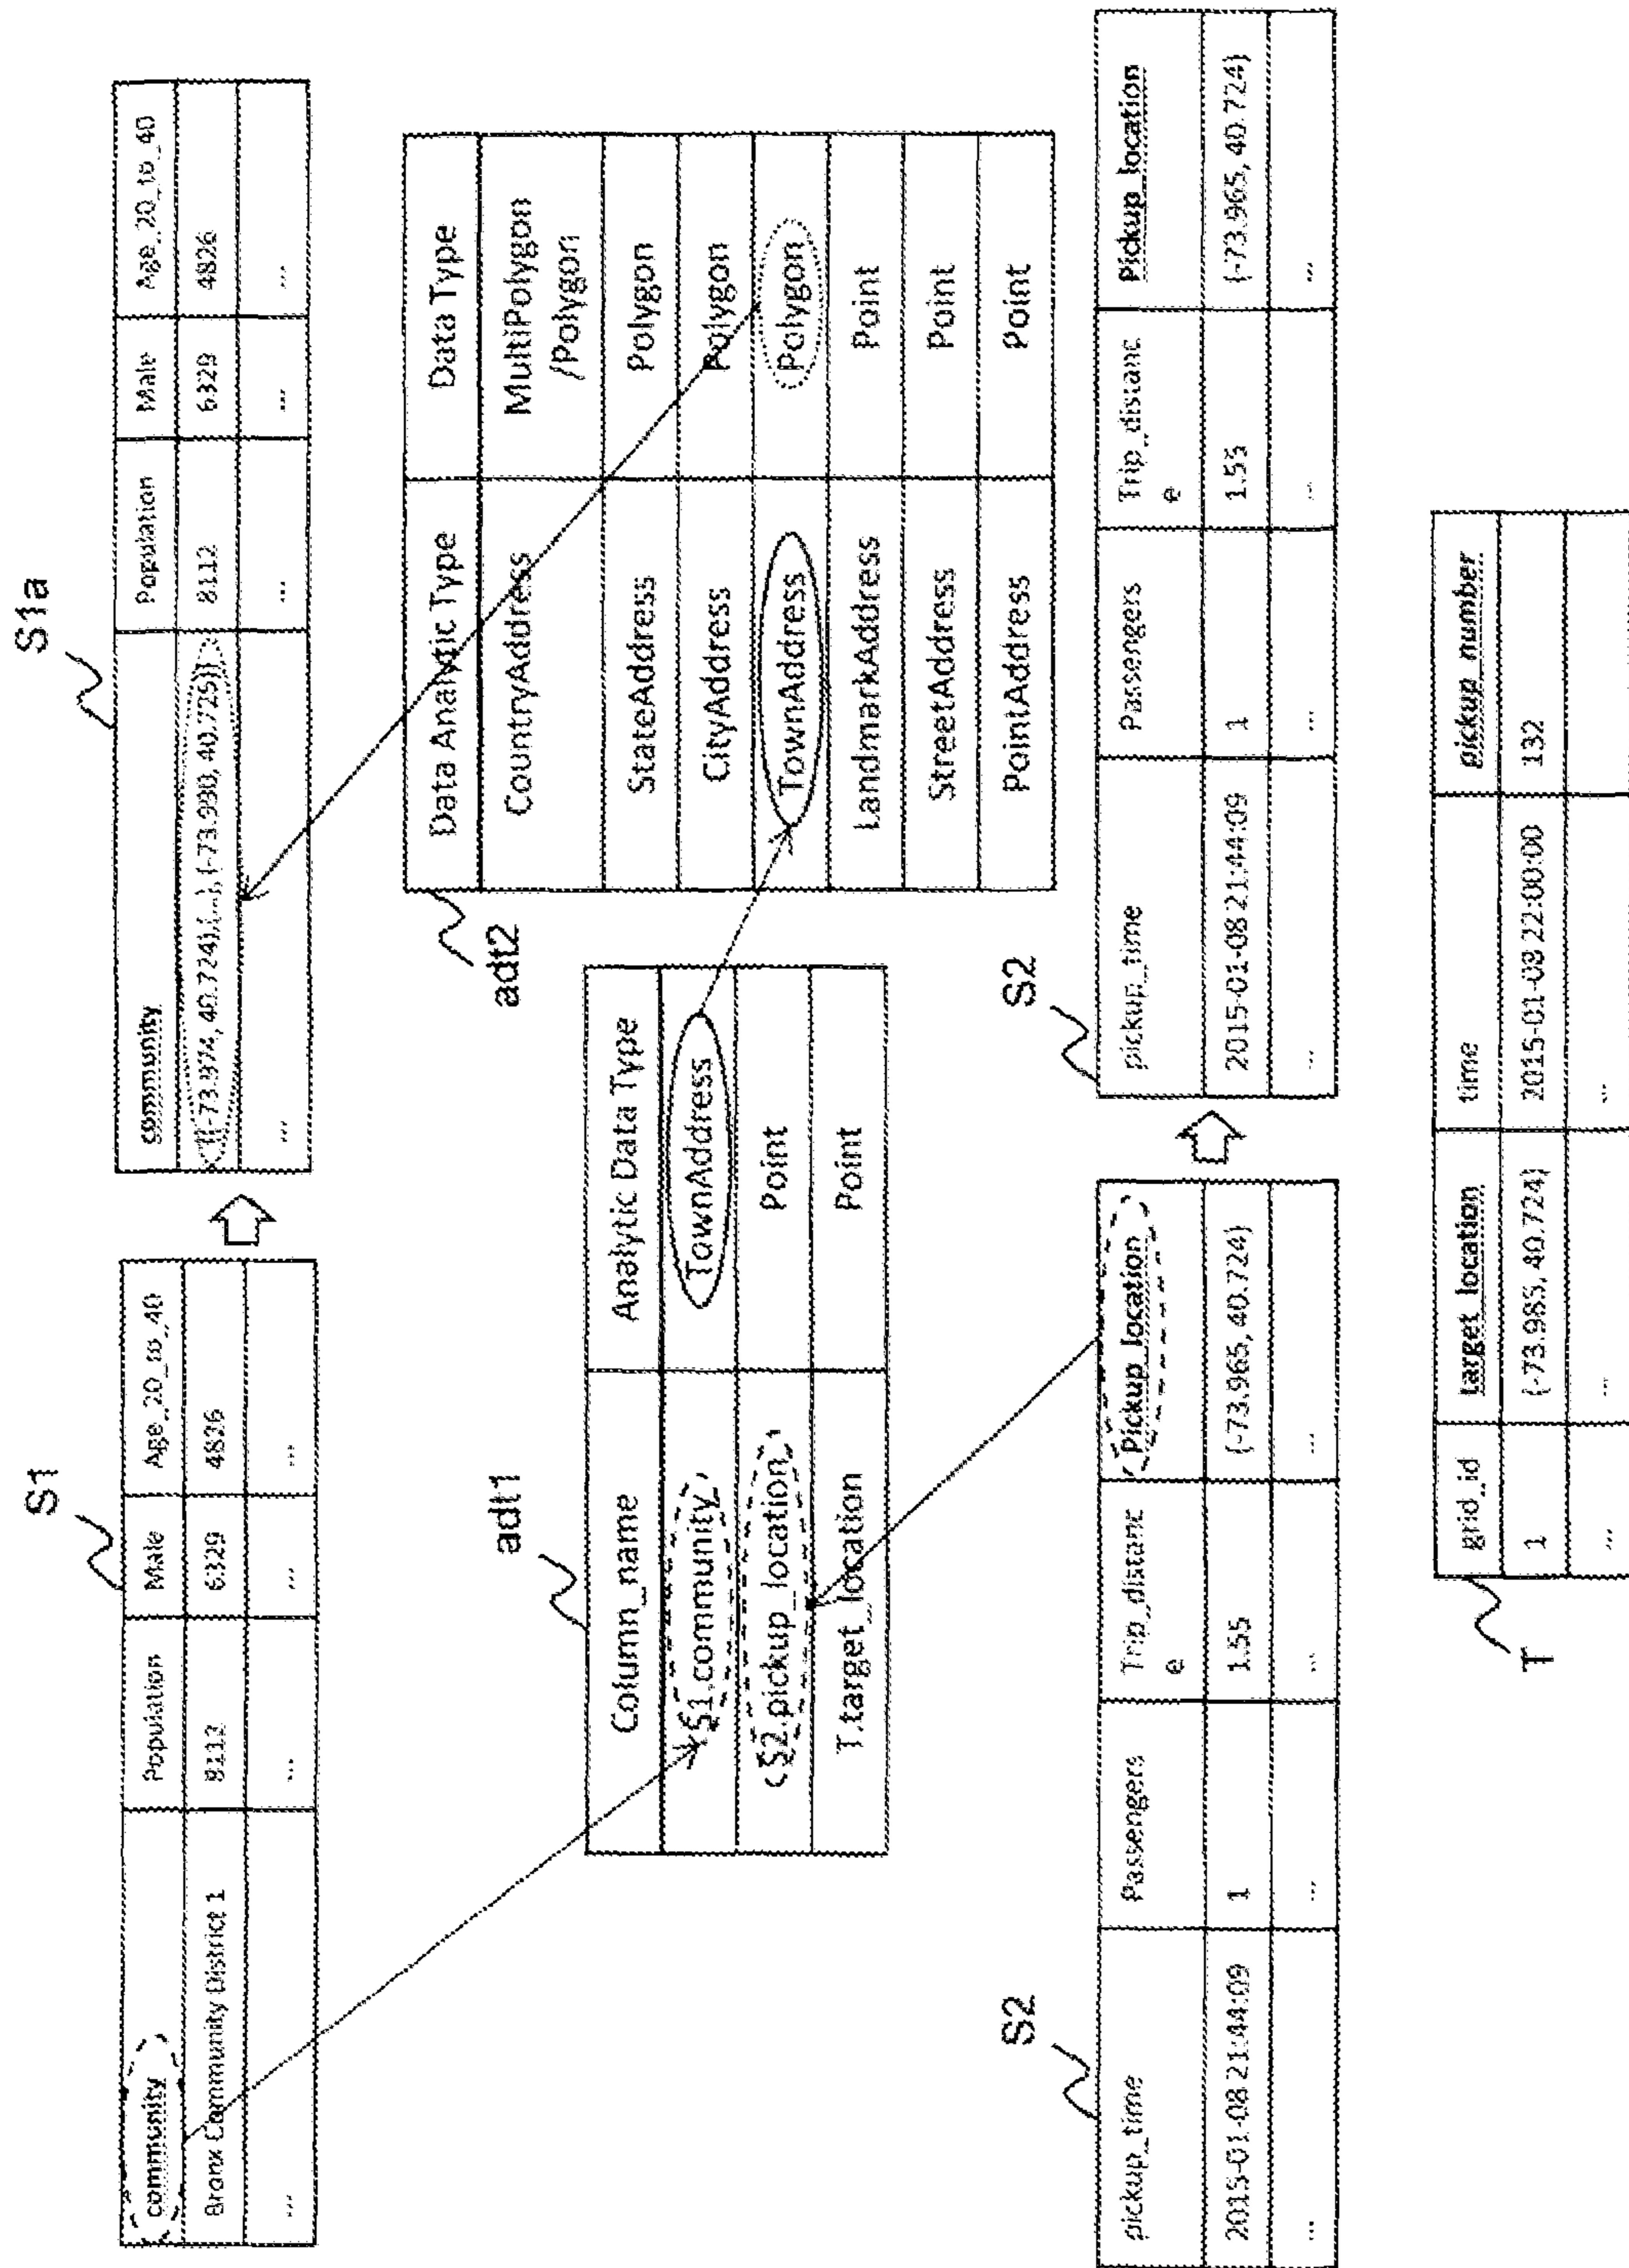 S1
community Population Male Age_20_to_40
Bronx Community District 1 8112 6329 4826
... ... ... ...
S1a
community Population Male Age_20_to_40
{(-73.974, 40.724),(...), (-73.990, 40.725)} 8112 6329 4826
... ... ... ...
adt1
Column_name Analytic Data Type
S1.community TownAddress
S2.pickup_location Point
T.target_location Point
adt2
Data Analytic Type Data Type
CountryAddress MultiPolygon
/Polygon
StateAddress Polygon
CityAddress Polygon
TownAddress Polygon
LandmarkAddress Point
StreetAddress Point
PointAddress Point
S2
pickup_time Passengers Trip_distanc
e Pickup_location
2015-01-08 21:44:09 1 1.55 (-73.965, 40.724)
... ... ... ...
S2
pickup_time Passengers Trip_distanc
e Pickup_location
2015-01-08 21:44:09 1 1.55 (-73.965, 40.724)
... ... ... ...
T
grid_id target_location time pickup_number
1 (-73.985, 40.724) 2015-01-08 22:00:00 132
... ... ...